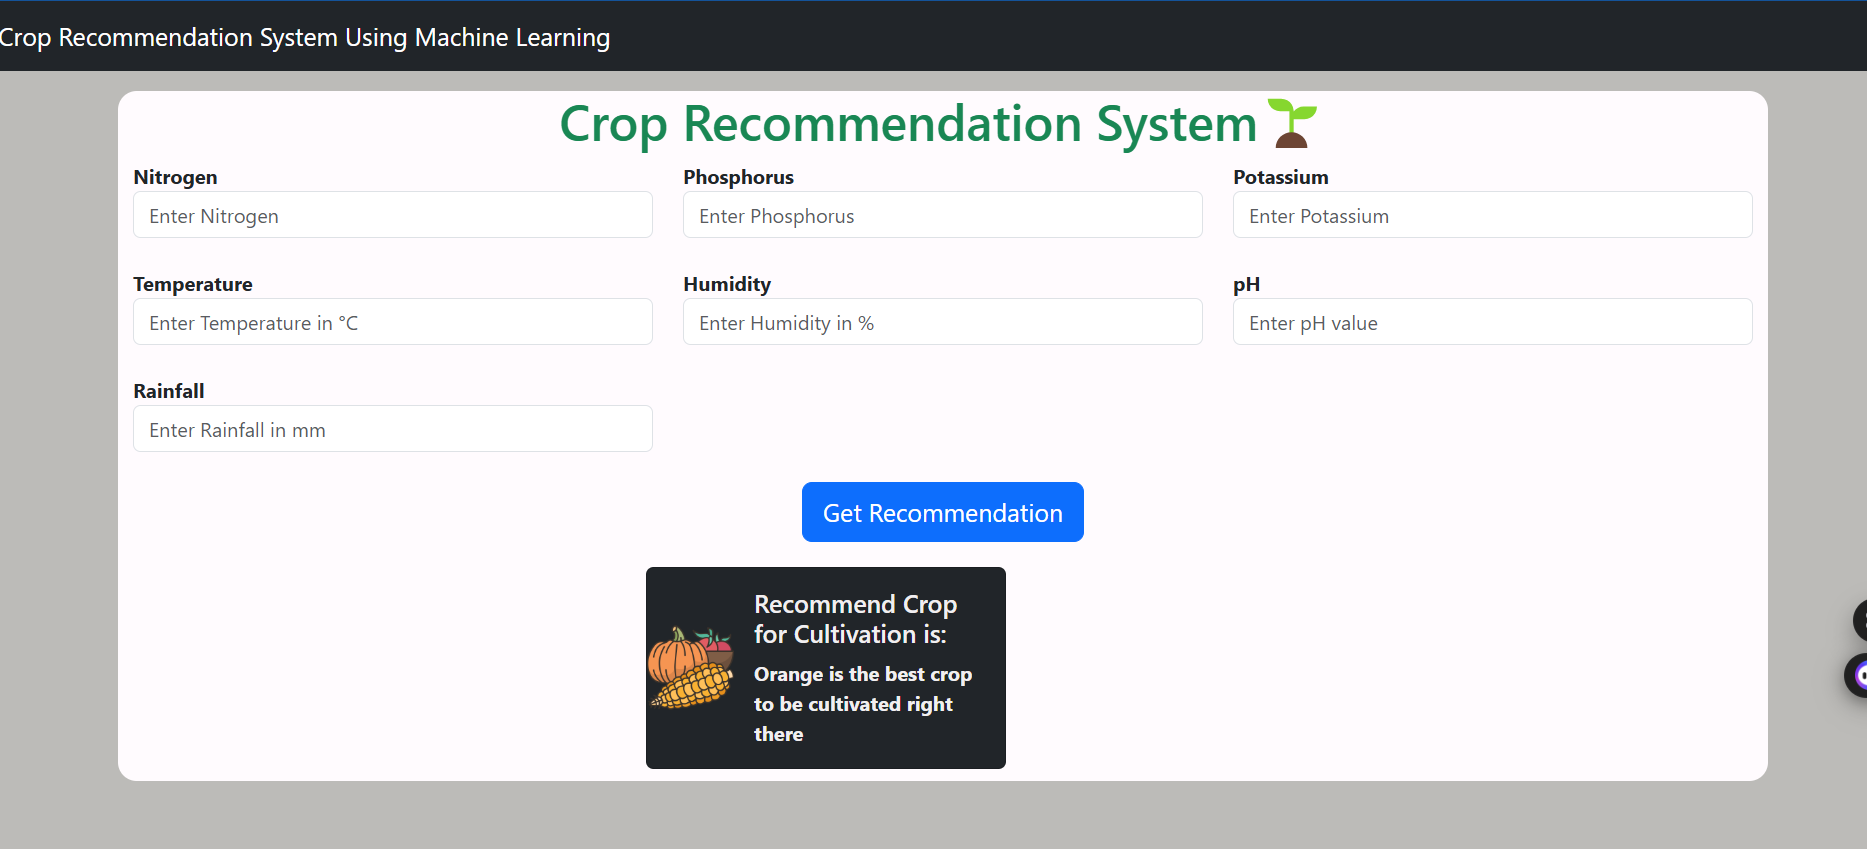 Crop Recommendation System Using Machine Learning
Crop Recommendation System
Nitrogen
Phosphorus
Potassium
Enter Nitrogen
Enter Phosphorus
Enter Potassium
Temperature
Humidity
pH
Enter Temperature in °C
Enter Humidity in %
Enter pH value
Rainfall
Enter Rainfall in mm
Get Recommendation
Recommend Crop
for Cultivation is:
Orange is the best crop
to be cultivated right
there